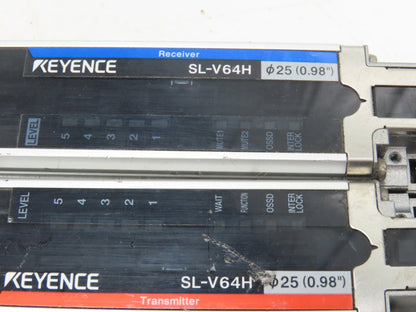 Receiver
KEYENCE SL-V64H φ25 (0.98")
LEVEL 5 4 3 2 1 MUTE1 MUTE2 OSSD INTER LOCK
LEVEL 5 4 3 2 1 WAIT FUNCTION OSSD INTER LOCK
KEYENCE SL-V64H φ25 (0.98")
Transmitter